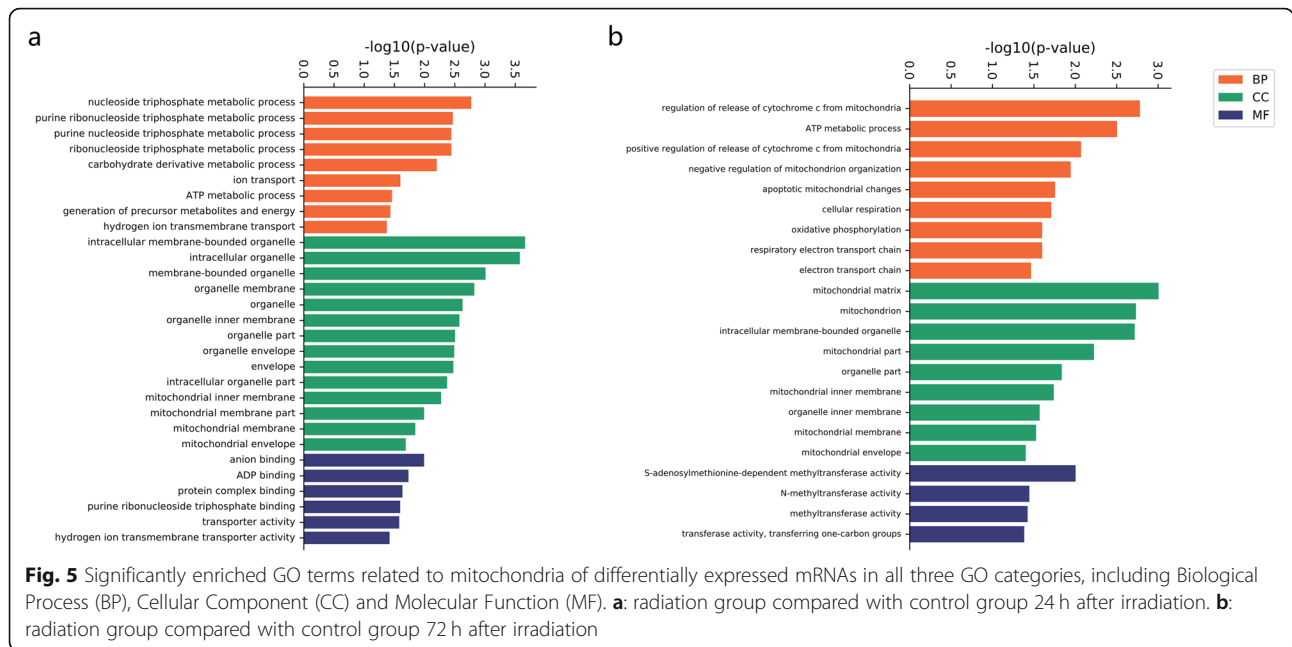 a
-log10(p-value)
0.0 0.5 1.0 1.5 2.0 2.5 3.0 3.5
nucleoside triphosphate metabolic process
purine ribonucleoside triphosphate metabolic process
purine nucleoside triphosphate metabolic process
ribonucleoside triphosphate metabolic process
carbohydrate derivative metabolic process
ion transport
ATP metabolic process
generation of precursor metabolites and energy
hydrogen ion transmembrane transport
intracellular membrane-bounded organelle
intracellular organelle
membrane-bounded organelle
organelle membrane
organelle
organelle inner membrane
organelle part
organelle envelope
envelope
intracellular organelle part
mitochondrial inner membrane
mitochondrial membrane part
mitochondrial membrane
mitochondrial envelope
anion binding
ADP binding
protein complex binding
purine ribonucleoside triphosphate binding
transporter activity
hydrogen ion transmembrane transporter activity
b
-log10(p-value)
0.0 0.5 1.0 1.5 2.0 2.5 3.0
regulation of release of cytochrome c from mitochondria
ATP metabolic process
positive regulation of release of cytochrome c from mitochondria
negative regulation of mitochondrion organization
apoptotic mitochondrial changes
cellular respiration
oxidative phosphorylation
respiratory electron transport chain
electron transport chain
mitochondrial matrix
mitochondrion
intracellular membrane-bounded organelle
mitochondrial part
organelle part
mitochondrial inner membrane
organelle inner membrane
mitochondrial membrane
mitochondrial envelope
S-adenosylmethionine-dependent methyltransferase activity
N-methyltransferase activity
methyltransferase activity
transferase activity, transferring one-carbon groups
BP
CC
MF
Fig. 5 Significantly enriched GO terms related to mitochondria of differentially expressed mRNAs in all three GO categories, including Biological
Process (BP), Cellular Component (CC) and Molecular Function (MF). a: radiation group compared with control group 24 h after irradiation. b:
radiation group compared with control group 72 h after irradiation